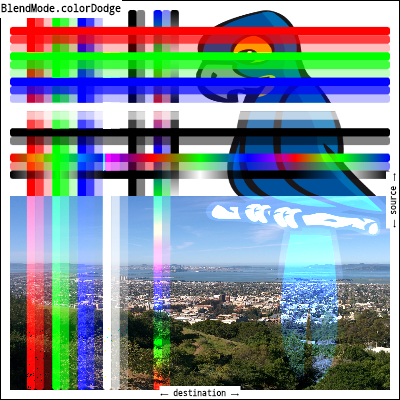 BlendMode.colorDodge
← source →
← destination →